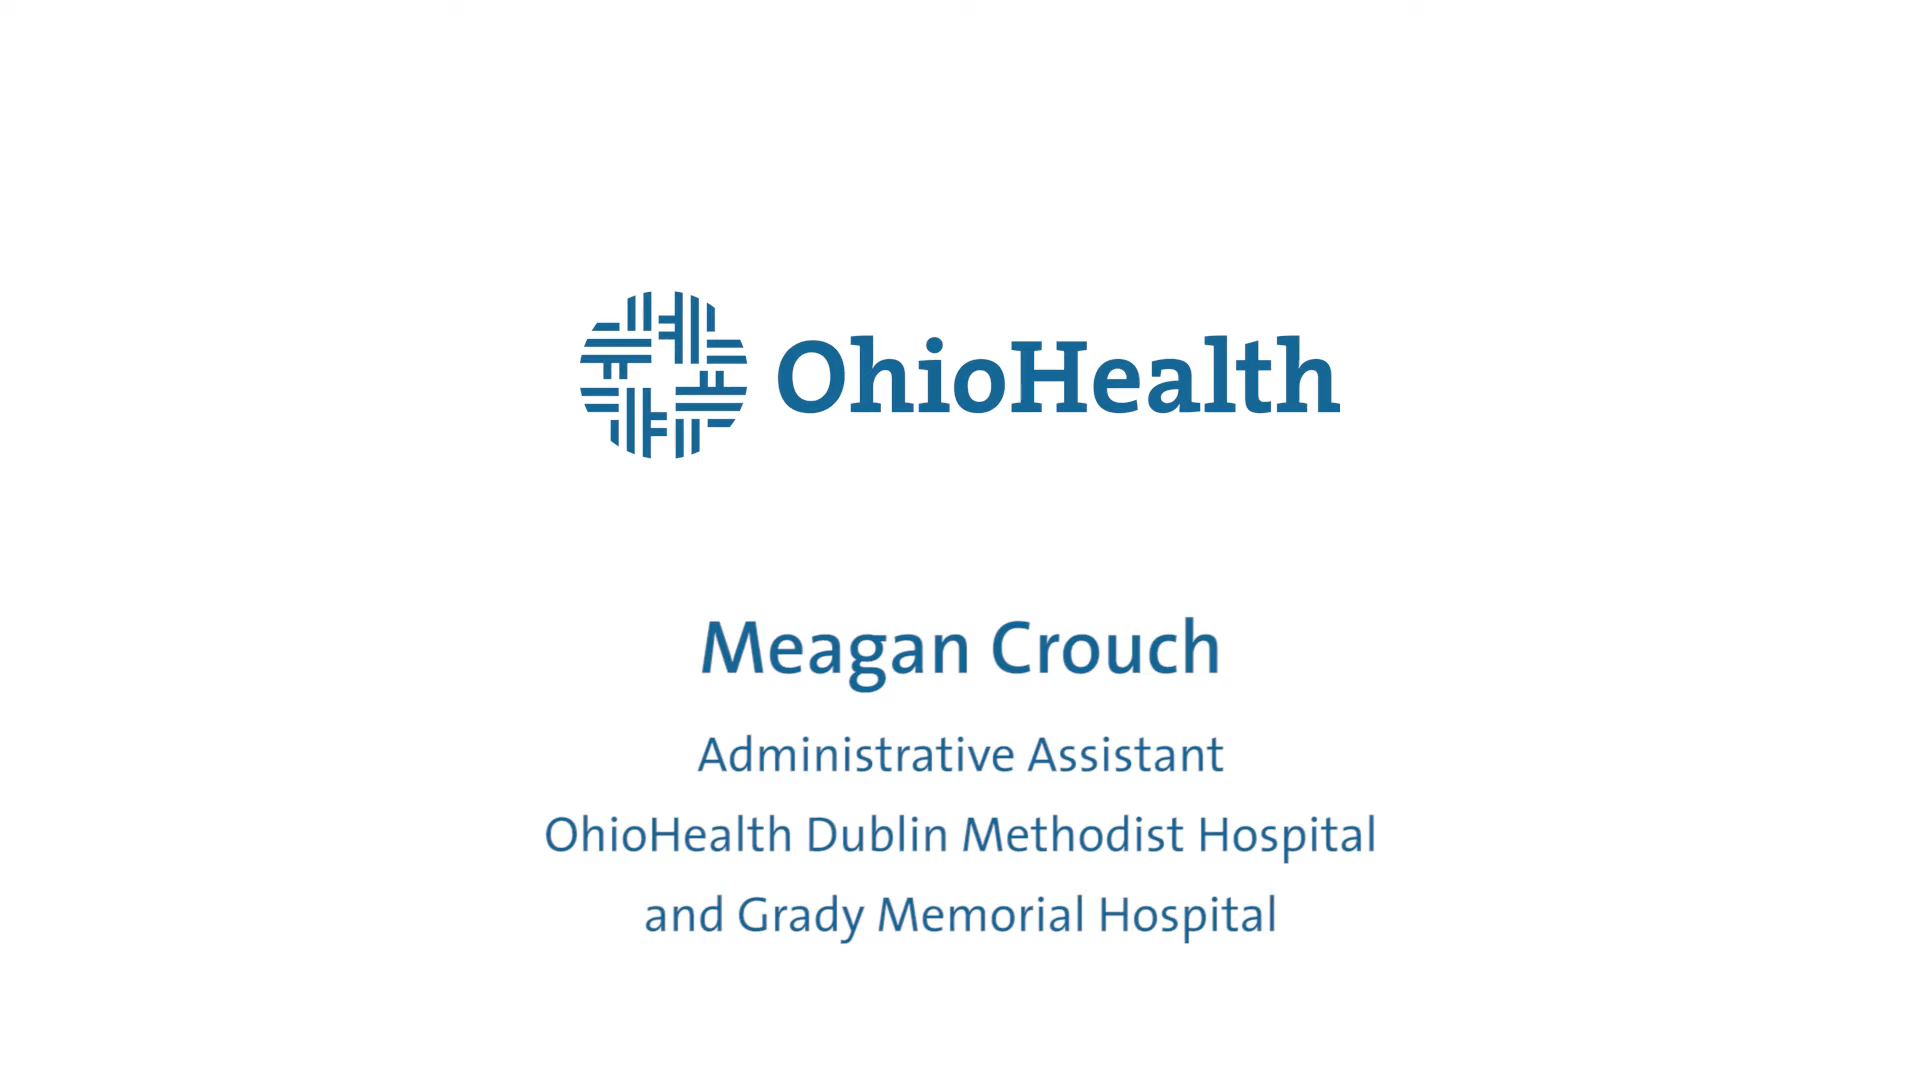 OhioHealth
Meagan Crouch
Administrative Assistant
OhioHealth Dublin Methodist Hospital
and Grady Memorial Hospital